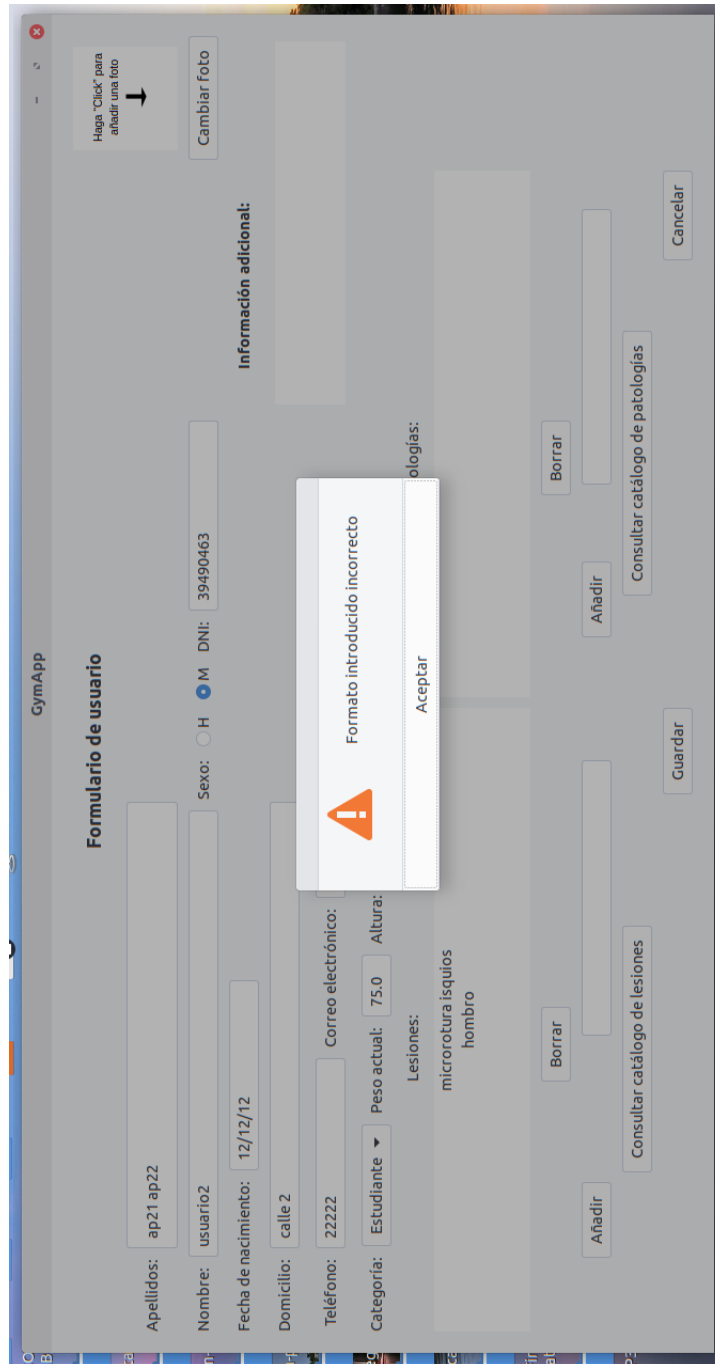 GymApp
Formulario de usuario
Haga "Click" para
añadir una foto
Apellidos: ap21 ap22
Nombre: usuario2 Sexo: H M DNI: 39490463 Cambiar foto
Fecha de nacimiento: 12/12/12 Información adicional:
Domicilio: calle 2
Teléfono: 22222 Correo electrónico:
Categoría: Estudiante Peso actual: 75.0 Altura:
Formato introducido incorrecto
Aceptar
Lesiones: ologías:
microrotura isquios
hombro
Borrar Borrar
Añadir Añadir
Consultar catálogo de lesiones Consultar catálogo de patologías
Guardar Cancelar